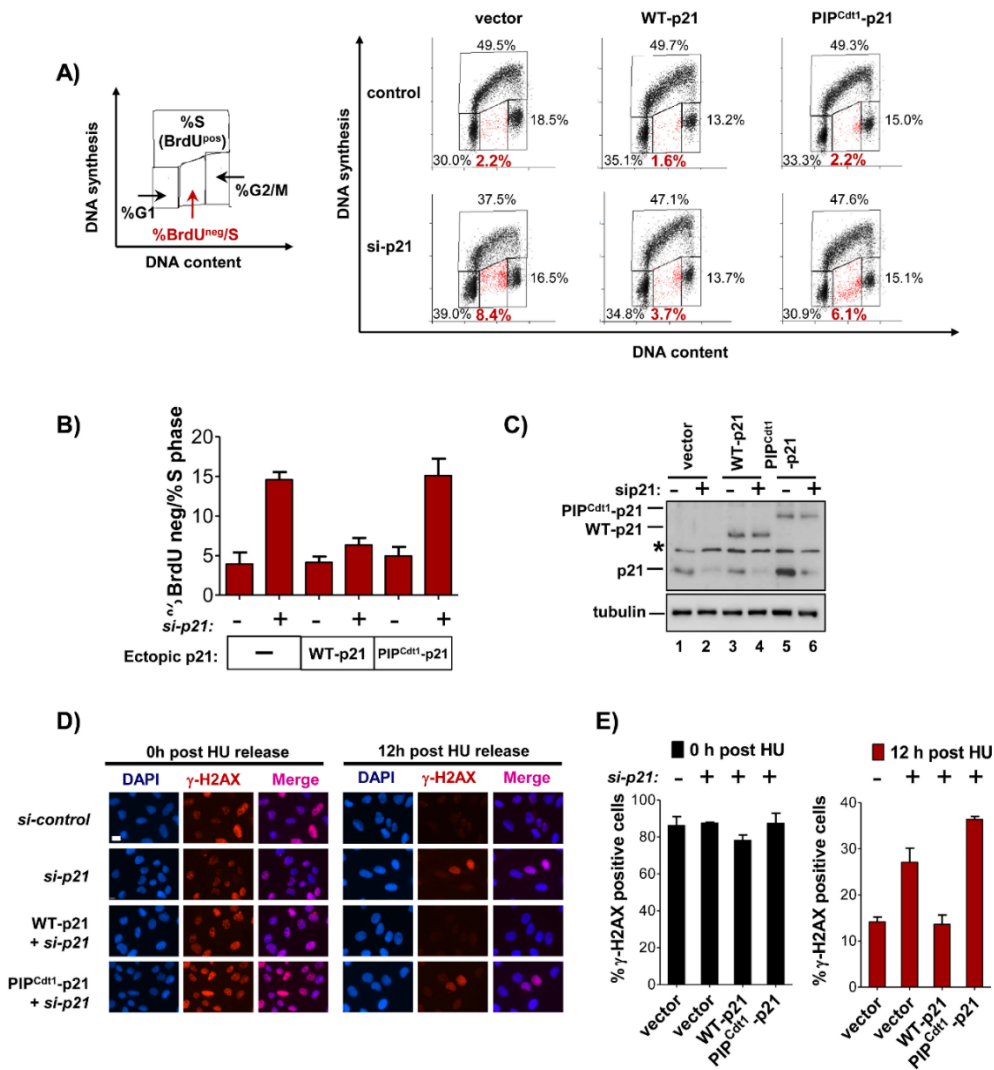 A)
DNA synthesis
%S
(BrdUpos)
%G1
%G2/M
%BrdUneg/S
DNA content
vector
WT-p21
PIPCdt1-p21
control
49.5%
18.5%
30.0%
2.2%
49.7%
13.2%
35.1%
1.6%
49.3%
15.0%
33.3%
2.2%
si-p21
37.5%
16.5%
39.0%
8.4%
47.1%
13.7%
34.8%
3.7%
47.6%
15.1%
30.9%
6.1%
DNA synthesis
DNA content
B)
BrdU neg/%S phase
20
15
10
5
0
si-p21: - + - + - +
Ectopic p21: – WT-p21 PIPCdt1-p21
C)
vector
WT-p21
PIPCdt1
-p21
sip21: - + - + - +
PIPCdt1-p21
WT-p21
*
p21
tubulin
1 2 3 4 5 6
D)
0h post HU release
12h post HU release
DAPI γ-H2AX Merge
DAPI γ-H2AX Merge
si-control
si-p21
WT-p21
+ si-p21
PIPCdt1-p21
+ si-p21
E)
0 h post HU
12 h post HU
si-p21: - + + +
- + + +
% γ-H2AX positive cells
100
80
60
40
20
0
vector
vector
WT-p21
PIPCdt1-p21
% γ-H2AX positive cells
40
30
20
10
0
vector
vector
WT-p21
PIPCdt1-p21